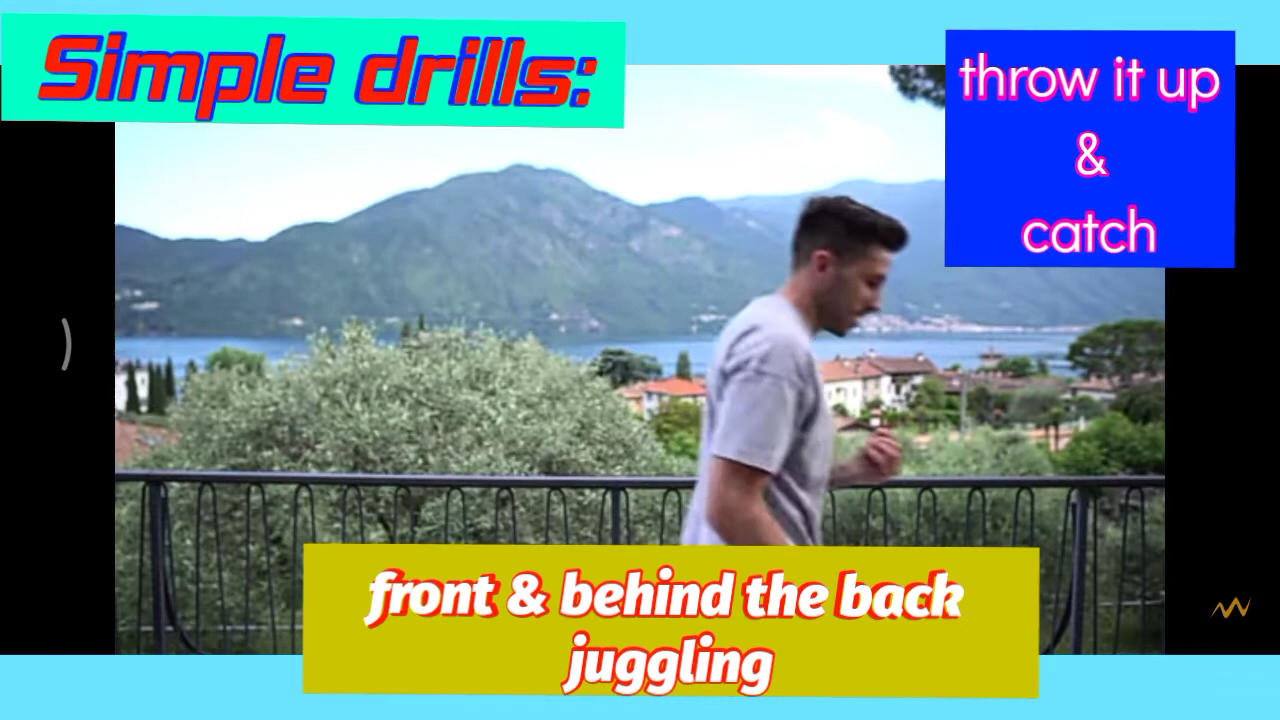 Simple drills:
throw it up
&
catch
front & behind the back
juggling